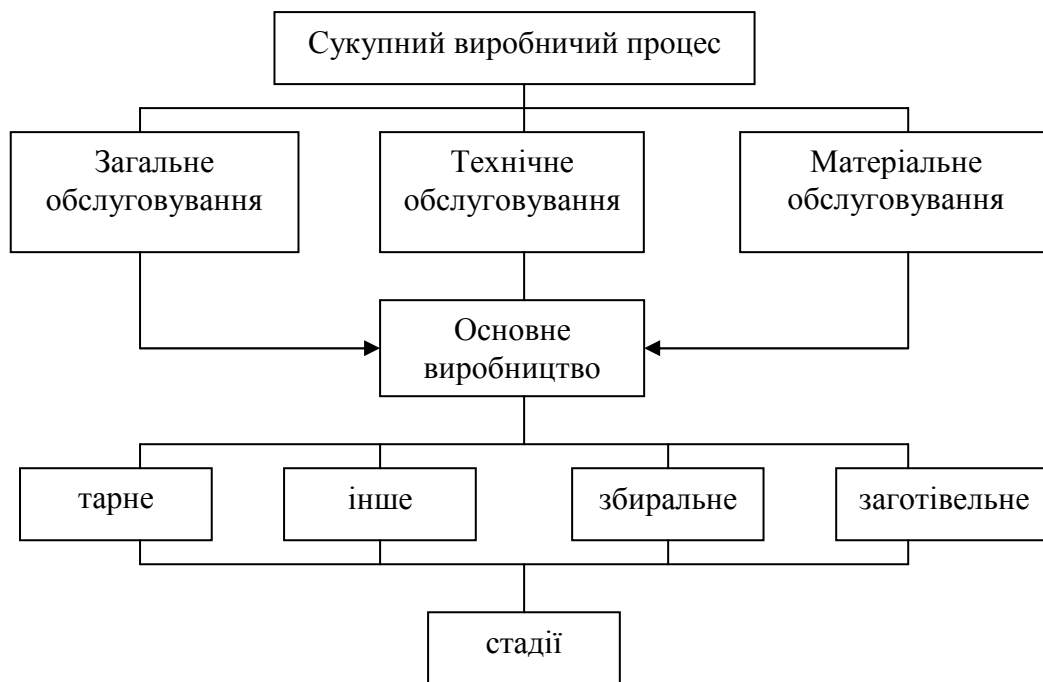 Сукупний виробничий процес
Загальне
обслуговування
Технічне
обслуговування
Матеріальне
обслуговування
Основне
виробництво
тарне
інше
збиральне
заготівельне
стадії